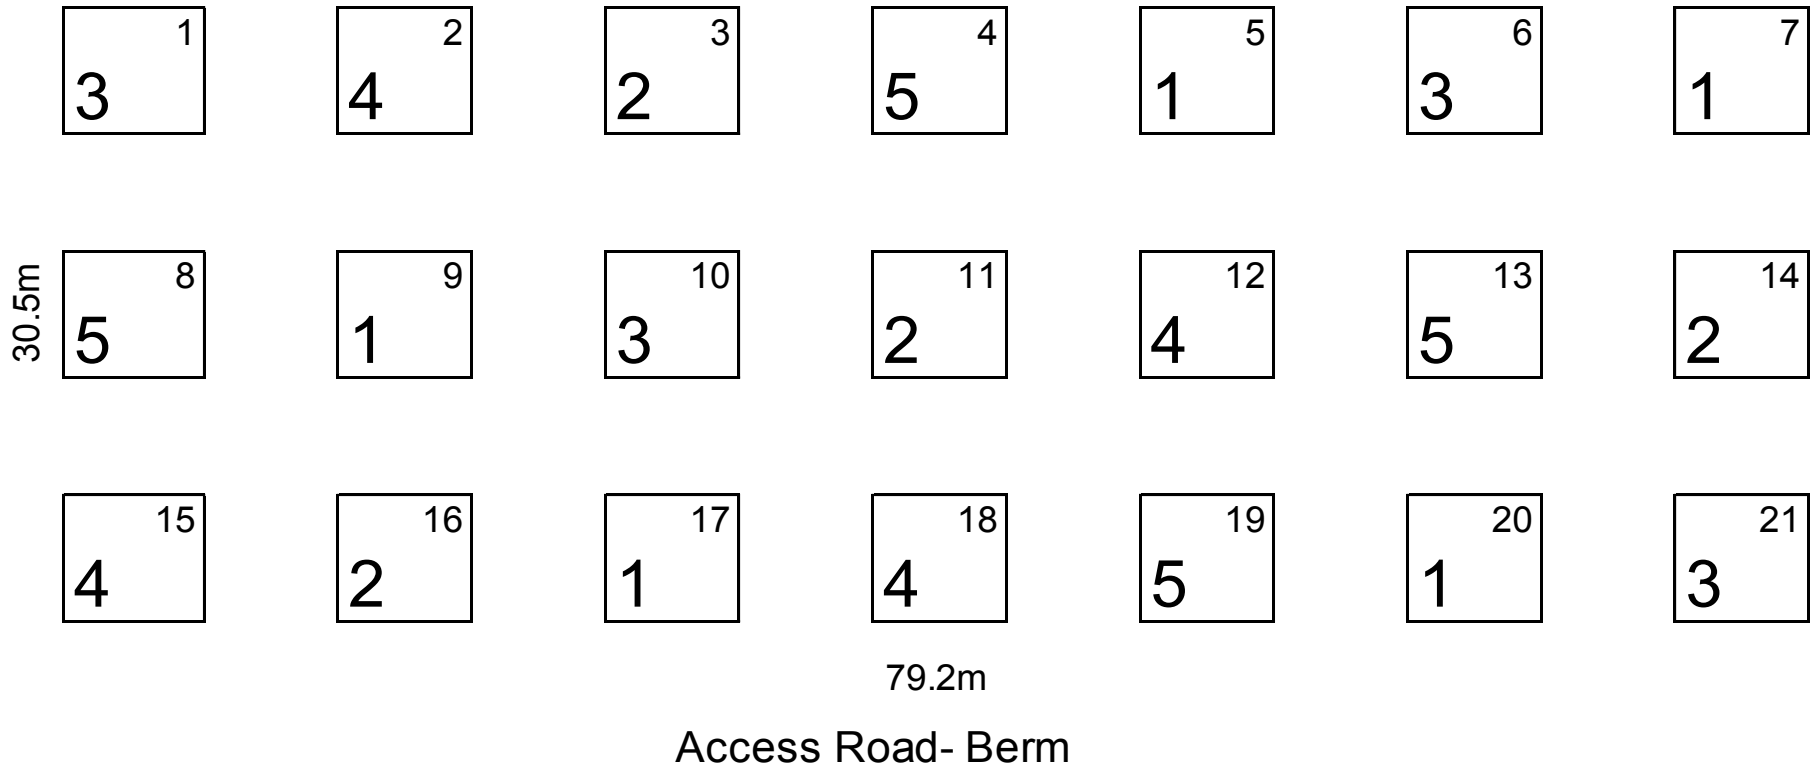 1 2 3 4 5 6 7
3 4 2 5 1 3 1
8 9 10 11 12 13 14
30.5m
5 1 3 2 4 5 2
15 16 17 18 19 20 21
4 2 1 4 5 1 3
79.2m
Access Road- Berm